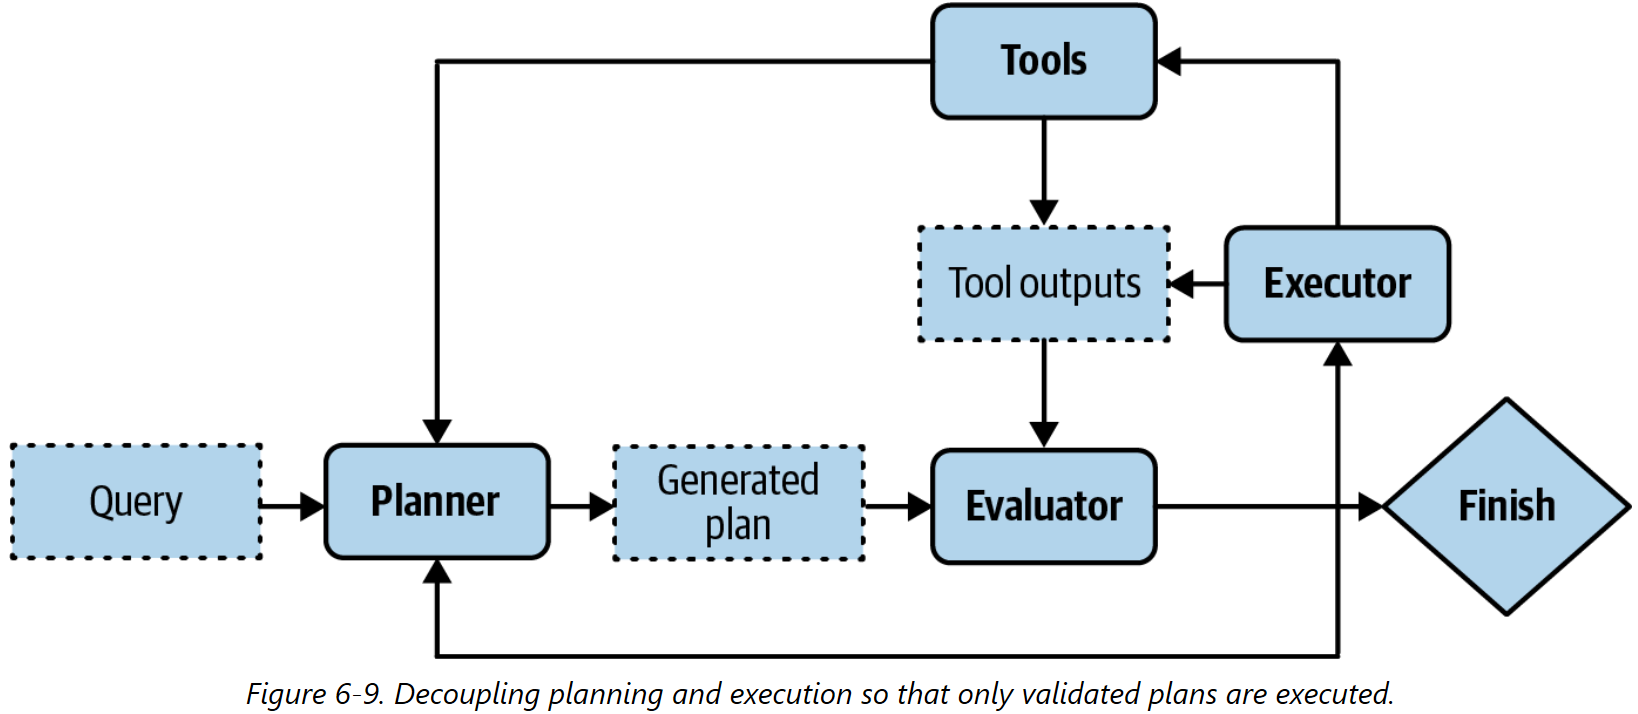 Tools
Tool outputs
Executor
Query
Planner
Generated
plan
Evaluator
Finish
Figure 6-9. Decoupling planning and execution so that only validated plans are executed.